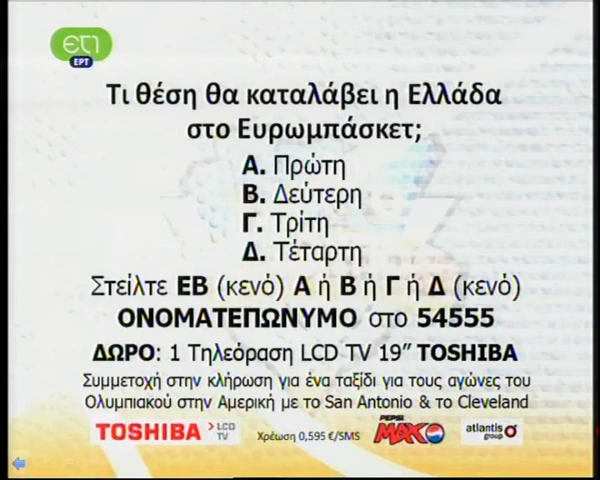 ετ1
ΕΡΤ
Τι θέση θα καταλάβει η Ελλάδα
στο Ευρωμπάσκετ;
Α. Πρώτη
Β. Δεύτερη
Γ. Τρίτη
Δ. Τέταρτη
Στείλτε ΕΒ (κενό) Α ή Β ή Γ ή Δ (κενό)
ΟΝΟΜΑΤΕΠΩΝΥΜΟ στο 54555
ΔΩΡΟ: 1 Τηλεόραση LCD TV 19” TOSHIBA
Συμμετοχή στην κλήρωση για ένα ταξίδι για τους αγώνες του
Ολυμπιακού στην Αμερική με το San Antonio & το Cleveland
TOSHIBA LCD TV Χρέωση 0,595 €/SMS PEPSI MAX atlantis group